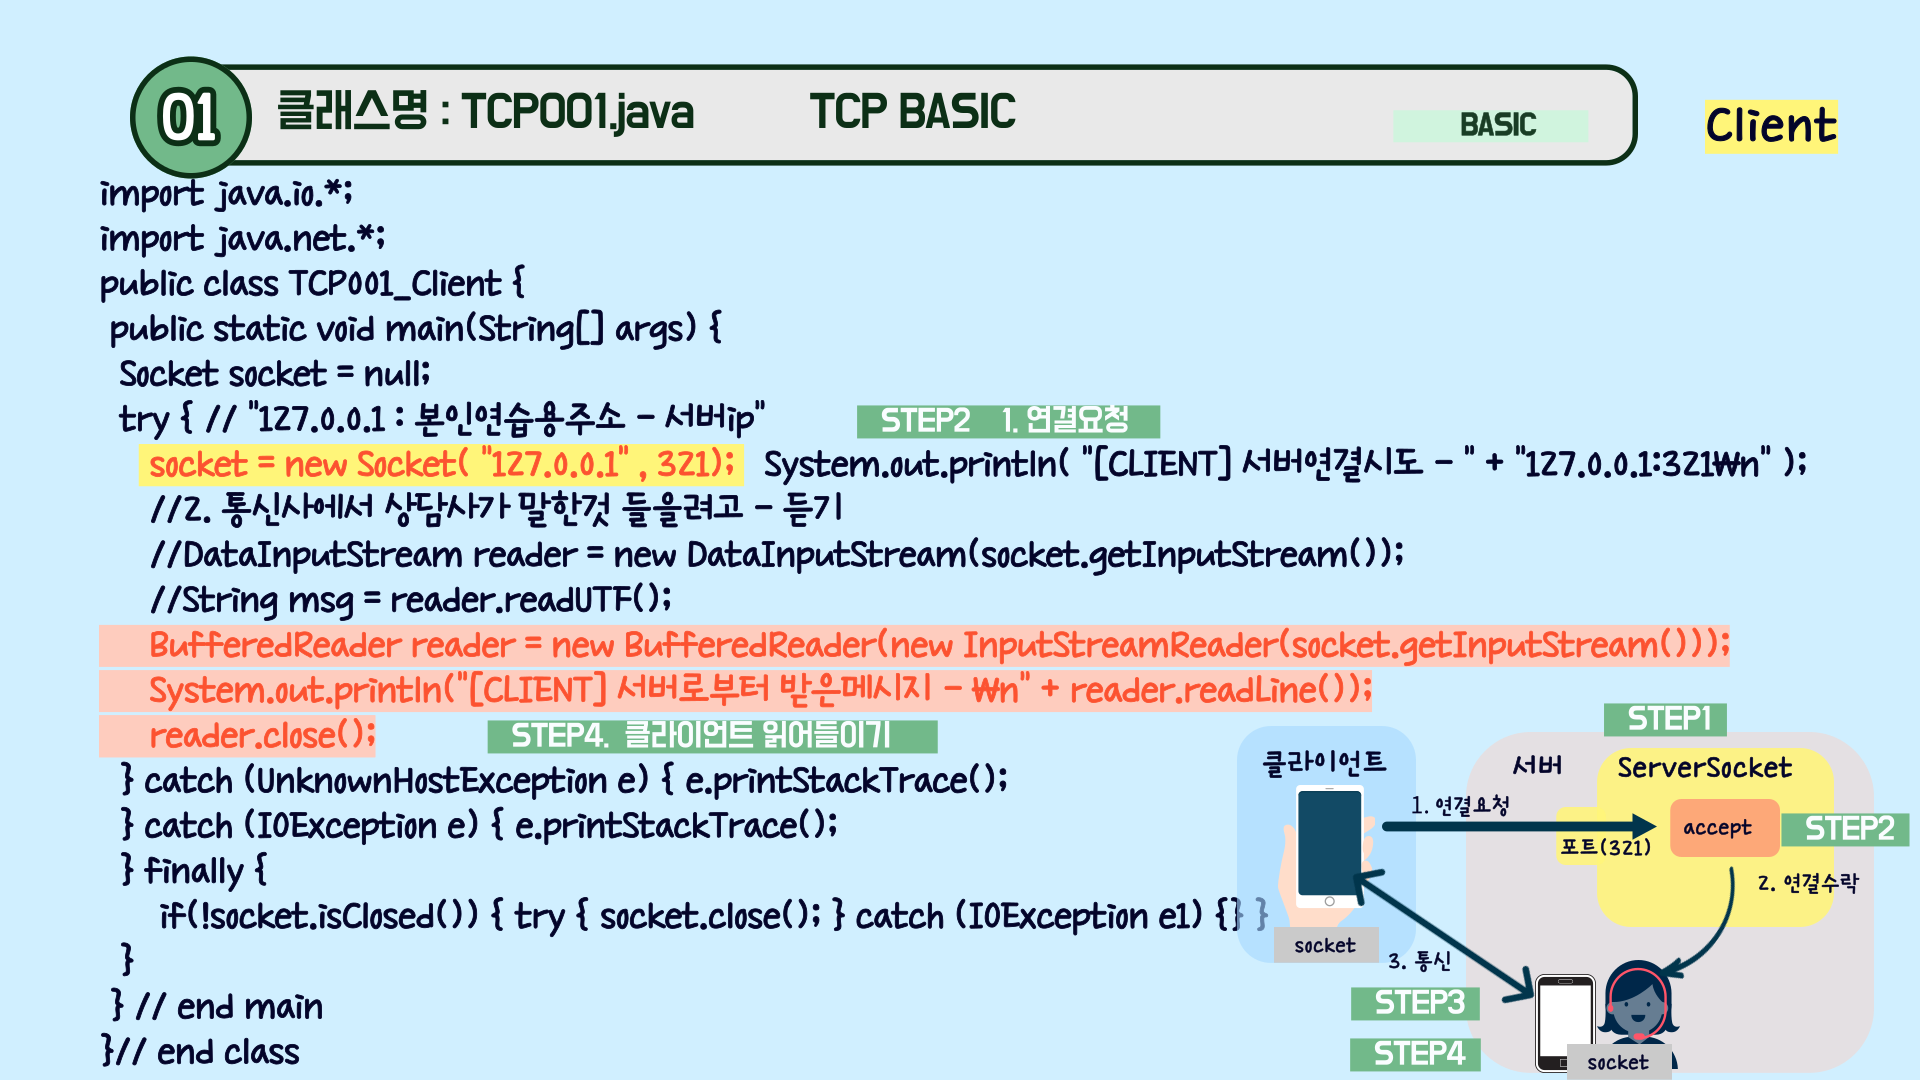 01
클래스명 : TCP001.java TCP BASIC
BASIC
Client
import java.io.*;
import java.net.*;
public class TCP001_Client {
public static void main(String[] args) {
Socket socket = null;
try { // "127.0.0.1 : 본인연습용주소 - 서버ip"
STEP2 1. 연결요청
socket = new Socket( "127.0.0.1" , 321); System.out.println( "[CLIENT] 서버연결시도 - " + "127.0.0.1:321₩n" );
//2. 통신사에서 상담사가 말한것 들을려고 - 듣기
//DataInputStream reader = new DataInputStream(socket.getInputStream());
//String msg = reader.readUTF();
BufferedReader reader = new BufferedReader(new InputStreamReader(socket.getInputStream()));
System.out.println("[CLIENT] 서버로부터 받은메시지 - ₩n" + reader.readLine());
reader.close();
STEP4. 클라이언트 읽어들이기
} catch (UnknownHostException e) { e.printStackTrace();
} catch (IOException e) { e.printStackTrace();
} finally {
if(!socket.isClosed()) { try { socket.close(); } catch (IOException e1) {} }
}
} // end main
}// end class
STEP1
클라이언트
서버
ServerSocket
1. 연결요청
포트(321)
accept
STEP2
2. 연결수락
socket
3. 통신
STEP3
STEP4
socket